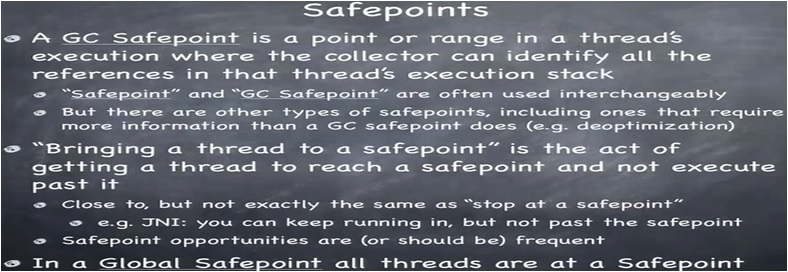 Safepoints
A GC Safepoint is a point or range in a thread's
execution where the collector can identify all the
references in that thread's execution stack
"Safepoint" and "GC Safepoint" are often used interchangeably
But there are other types of safepoints, including ones that require
more information than a GC safepoint does (e.g. deoptimization)
"Bringing a thread to a safepoint" is the act of
getting a thread to reach a safepoint and not execute
past it
Close to, but not exactly the same as "stop at a safepoint"
e.g. JNI: you can keep running in, but not past the safepoint
Safepoint opportunities are (or should be) frequent
In a Global Safepoint all threads are at a Safepoint